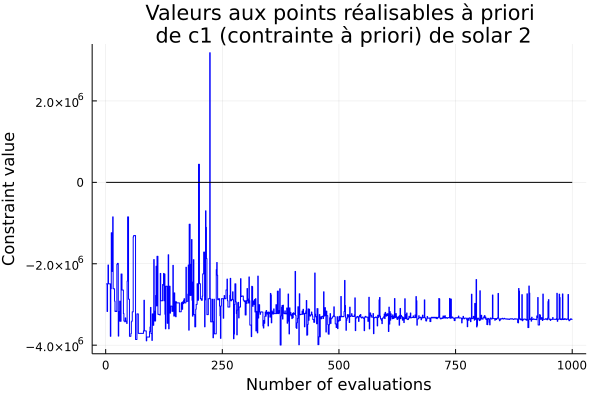 Valeurs aux points réalisables à priori
de c1 (contrainte à priori) de solar 2
Constraint value
2.0×10⁶
0
−2.0×10⁶
−4.0×10⁶
0
250
500
750
1000
Number of evaluations